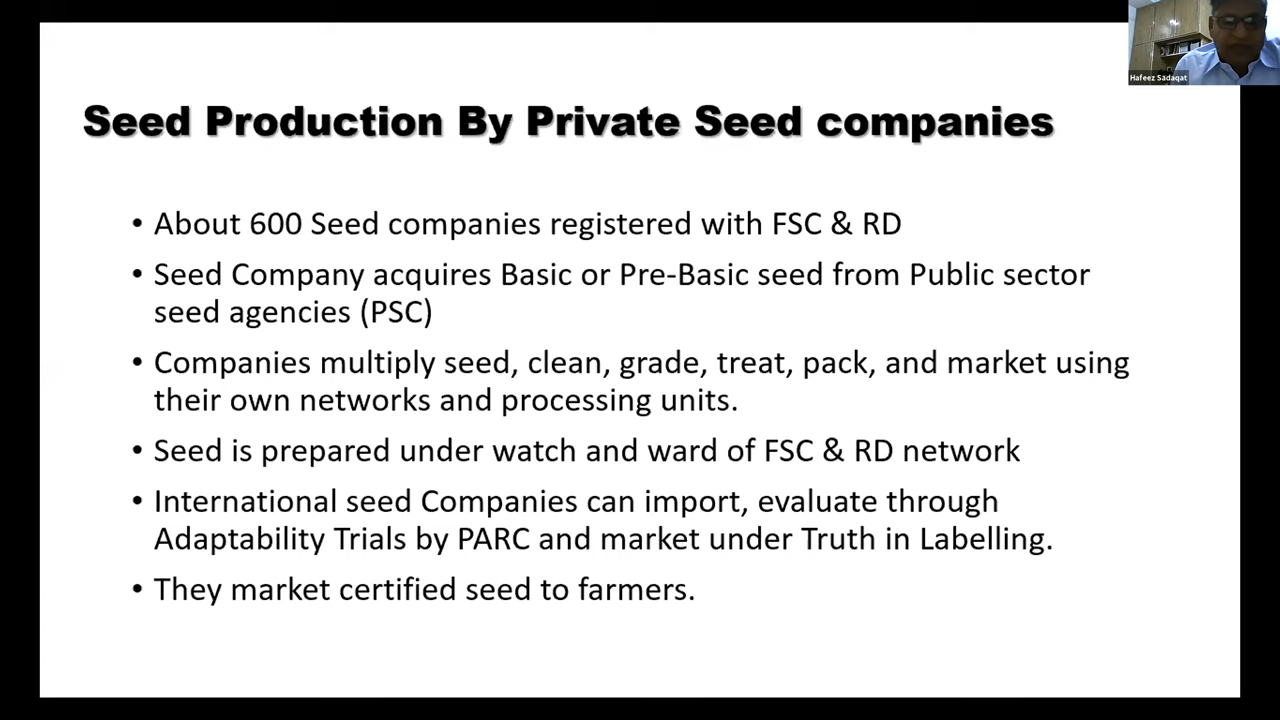 Hafeez Sadaqat
Seed Production By Private Seed companies
• About 600 Seed companies registered with FSC & RD
• Seed Company acquires Basic or Pre-Basic seed from Public sector
seed agencies (PSC)
• Companies multiply seed, clean, grade, treat, pack, and market using
their own networks and processing units.
• Seed is prepared under watch and ward of FSC & RD network
• International seed Companies can import, evaluate through
Adaptability Trials by PARC and market under Truth in Labelling.
• They market certified seed to farmers.